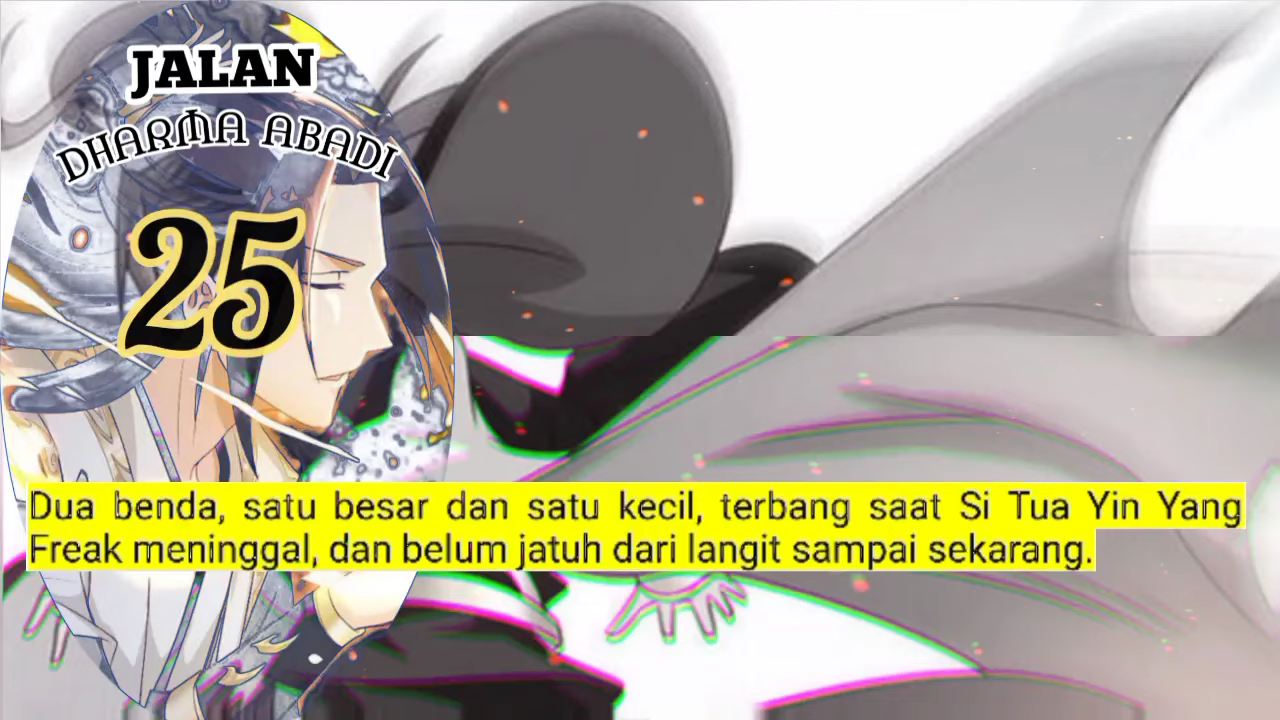 JALAN
DHARMA ABADI
25
Dua benda, satu besar dan satu kecil, terbang saat Si Tua Yin Yang
Freak meninggal, dan belum jatuh dari langit sampai sekarang.